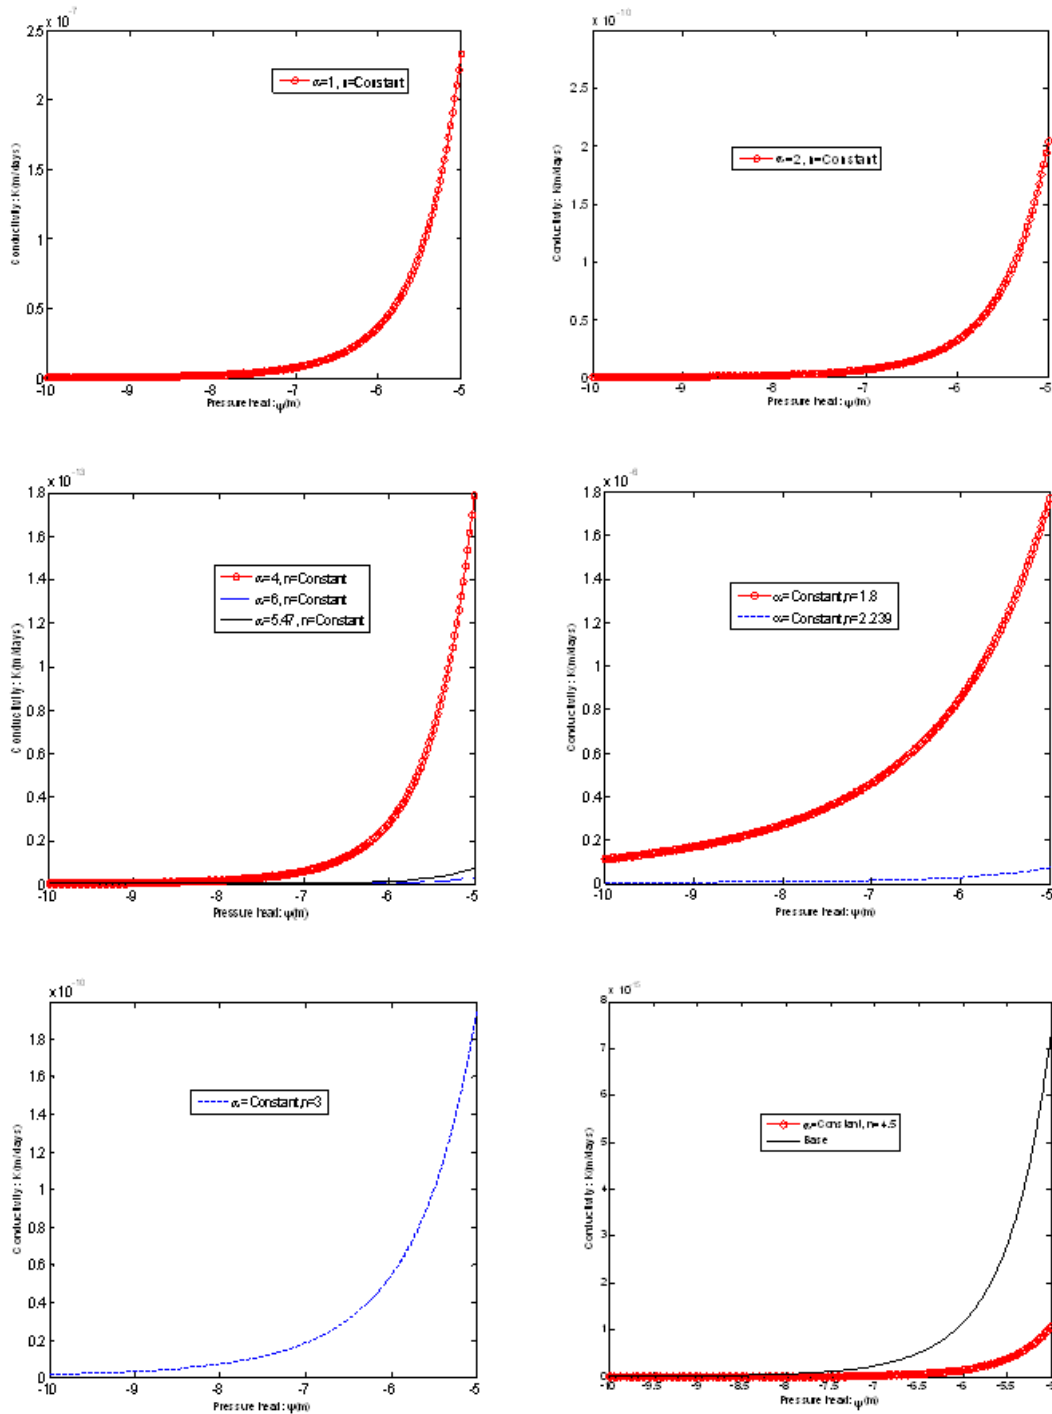 x 10^-7
2.5
2
1.5
1
0.5
0
α=1, n=Constant
Conductivity: K(m/days)
-10 -9 -8 -7 -6 -5
Pressure head: ψ(m)
x 10^-10
2.5
2
1.5
1
0.5
0
α=2, n=Constant
Conductivity: K(m/days)
-10 -9 -8 -7 -6 -5
Pressure head: ψ(m)
x 10^-13
1.8
1.6
1.4
1.2
1
0.8
0.6
0.4
0.2
0
α=4, n=Constant
α=6, n=Constant
α=5.47, n=Constant
Conductivity: K(m/days)
-10 -9 -8 -7 -6 -5
Pressure head: ψ(m)
1.8
1.6
1.4
1.2
1
0.8
0.6
0.4
0.2
0
α=Constant,n=1.8
α=Constant,n=2.239
Conductivity: K(m/days)
-10 -9 -8 -7 -6 -5
Pressure head: ψ(m)
x10^-10
1.8
1.6
1.4
1.2
1
0.8
0.6
0.4
0.2
0
α=Constant,n=3
Conductivity: K(m/days)
-10 -9 -8 -7 -6 -5
Pressure head: ψ(m)
x 10^-15
8
7
6
5
4
3
2
1
0
α=Constant, n=4.5
Base
Conductivity: K(m/days)
-10 -9.5 -9 -8.5 -8 -7.5 -7 -6.5 -6 -5.5 -5
Pressure head: ψ(m)